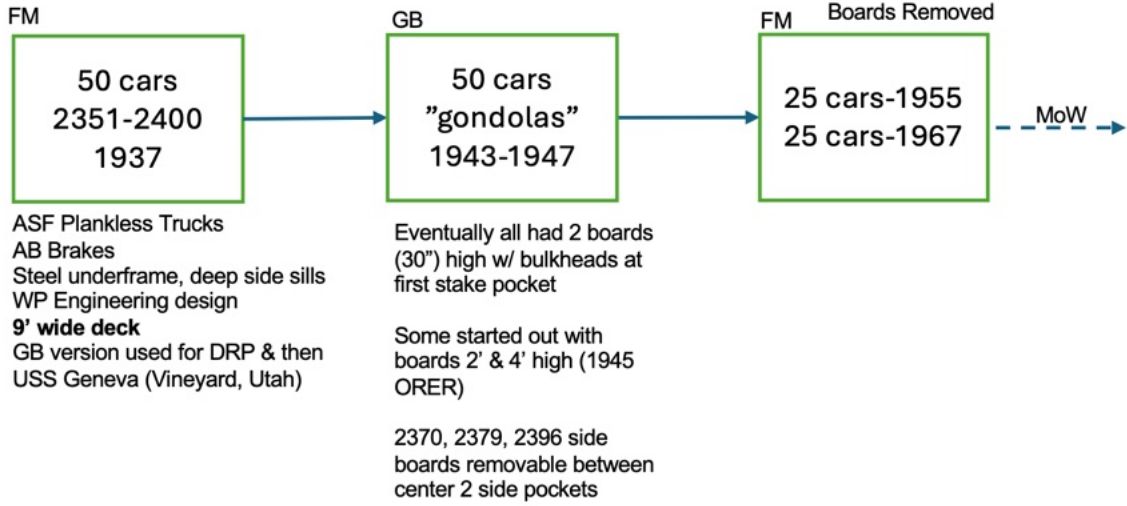 FM
50 cars
2351-2400
1937
ASF Plankless Trucks
AB Brakes
Steel underframe, deep side sills
WP Engineering design
9’ wide deck
GB version used for DRP & then
USS Geneva (Vineyard, Utah)
GB
50 cars
”gondolas”
1943-1947
Eventually all had 2 boards
(30”) high w/ bulkheads at
first stake pocket
Some started out with
boards 2’ & 4’ high (1945
ORER)
2370, 2379, 2396 side
boards removable between
center 2 side pockets
FM
Boards Removed
25 cars-1955
25 cars-1967
MoW